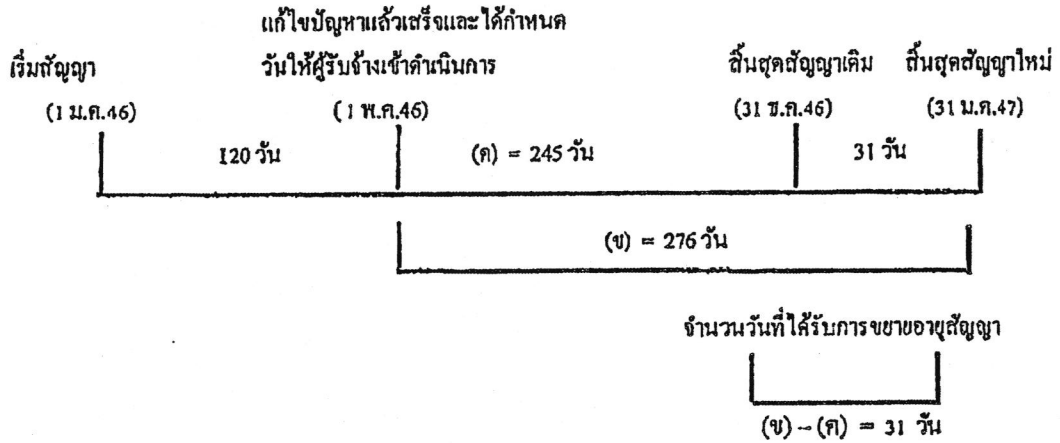 แก้ไขปัญหาแล้วเสร็จและได้กำหนด
เริ่มสัญญา วันให้ผู้รับจ้างเข้าดำเนินการ สิ้นสุดสัญญาเดิม สิ้นสุดสัญญาใหม่
(1 ม.ค.46) (1 พ.ค.46) (31 ธ.ค.46) (31 ม.ค.47)
120 วัน (ค) = 245 วัน 31 วัน
(ข) = 276 วัน
จำนวนวันที่ได้รับการขยายอายุสัญญา
(ข) – (ค) = 31 วัน